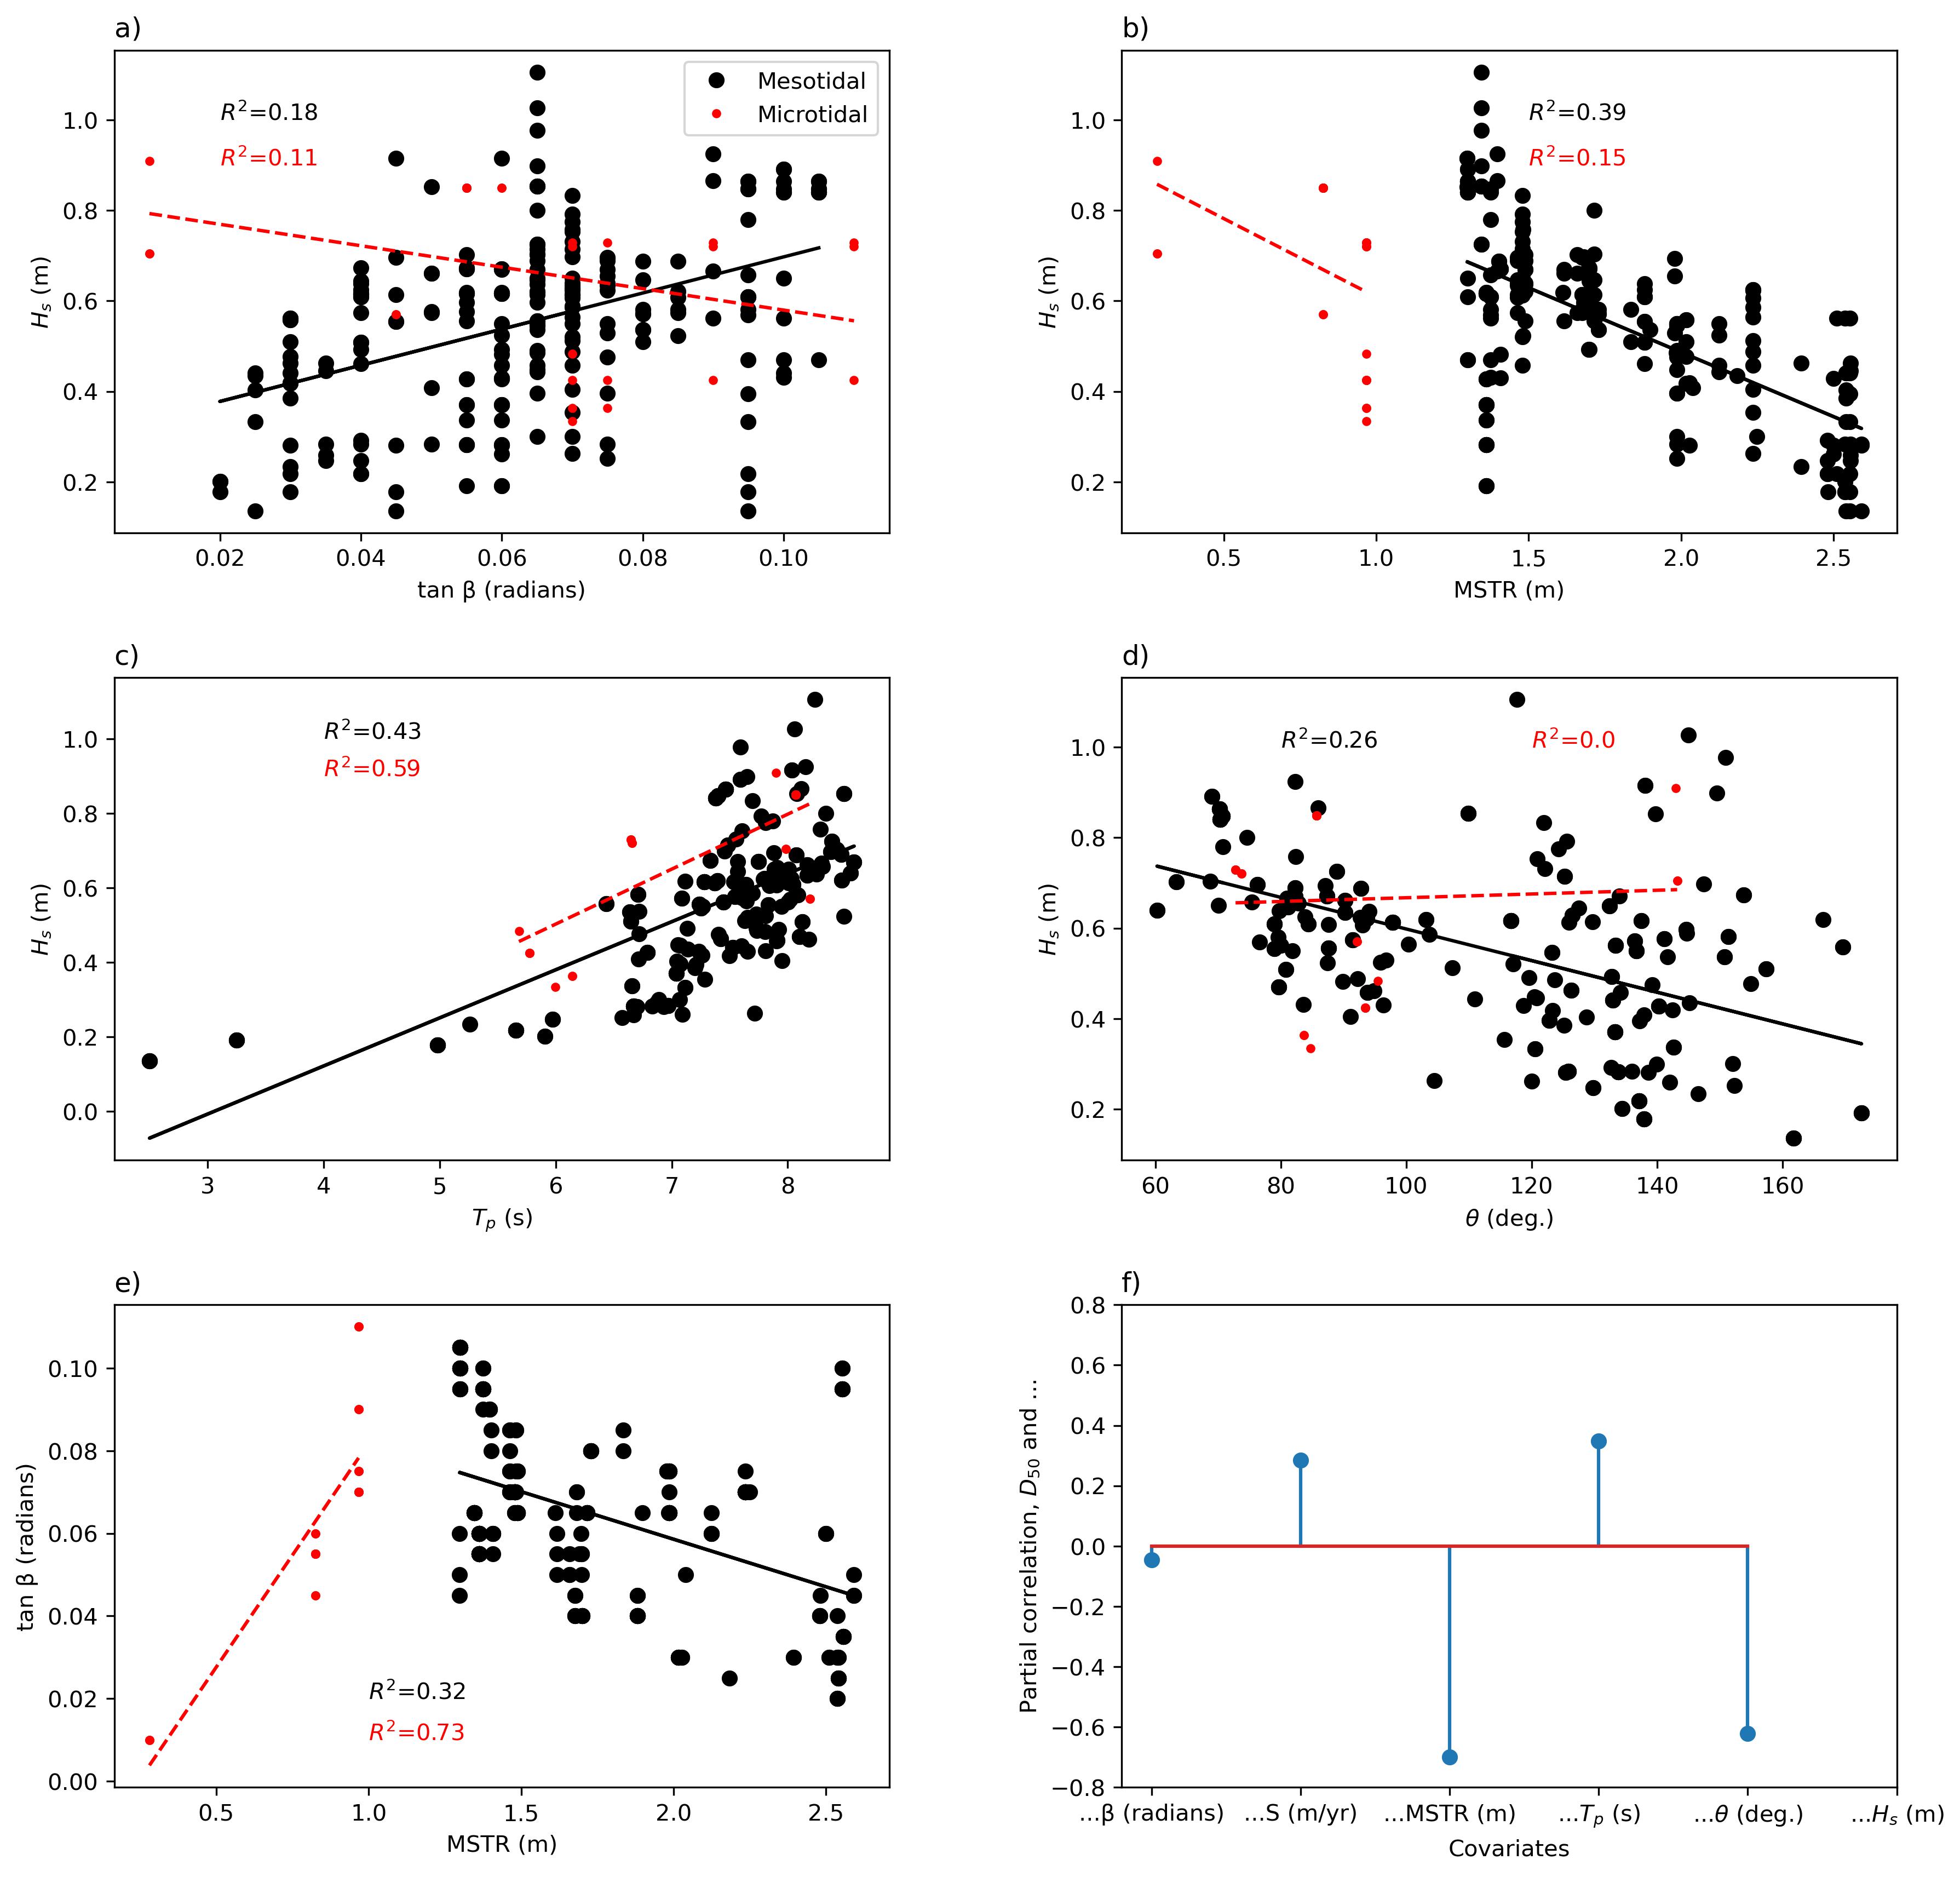 a)
Mesotidal
Microtidal
R²=0.18
R²=0.11
1.0
0.8
0.6
0.4
0.2
H_s (m)
0.02 0.04 0.06 0.08 0.10
tan β (radians)
b)
R²=0.39
R²=0.15
1.0
0.8
0.6
0.4
0.2
H_s (m)
0.5 1.0 1.5 2.0 2.5
MSTR (m)
c)
R²=0.43
R²=0.59
1.0
0.8
0.6
0.4
0.2
0.0
H_s (m)
3 4 5 6 7 8
T_p (s)
d)
R²=0.26 R²=0.0
1.0
0.8
0.6
0.4
0.2
H_s (m)
60 80 100 120 140 160
θ (deg.)
e)
0.10
0.08
0.06
0.04
0.02
0.00
tan β (radians)
R²=0.32
R²=0.73
0.5 1.0 1.5 2.0 2.5
MSTR (m)
f)
0.8
0.6
0.4
0.2
0.0
−0.2
−0.4
−0.6
−0.8
Partial correlation, D₅₀ and ...
...β (radians) ...S (m/yr) ...MSTR (m) ...T_p (s) ...θ (deg.) ...H_s (m)
Covariates